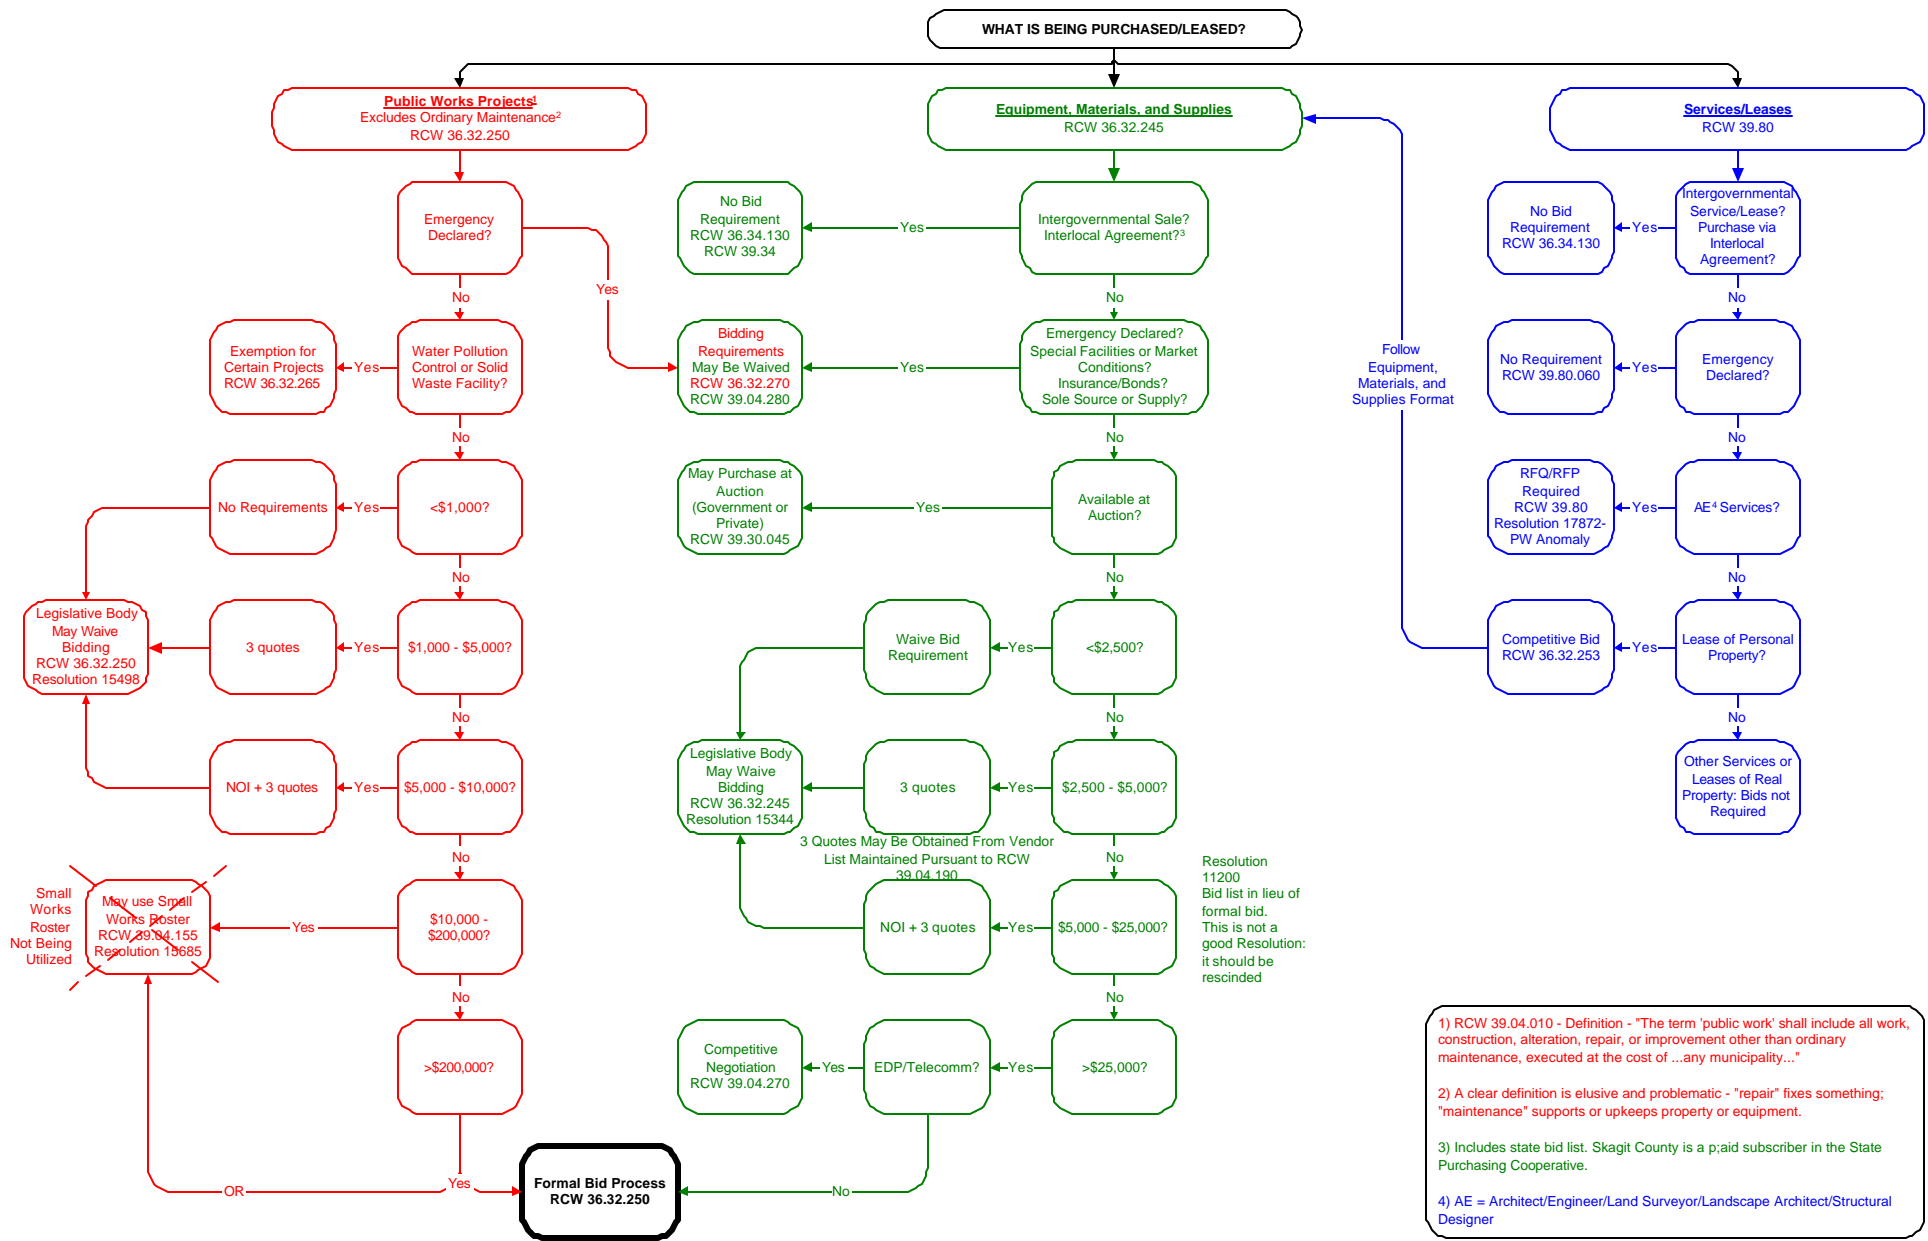 WHAT IS BEING PURCHASED/LEASED?
Public Works Projects¹
Excludes Ordinary Maintenance²
RCW 36.32.250
Equipment, Materials, and Supplies
RCW 36.32.245
Services/Leases
RCW 39.80
Emergency
Declared?
Yes
No
Water Pollution
Control or Solid
Waste Facility?
Yes
Exemption for
Certain Projects
RCW 36.32.265
No
<$1,000?
Yes
No Requirements
No
$1,000 - $5,000?
Yes
3 quotes
Legislative Body
May Waive
Bidding
RCW 36.32.250
Resolution 15498
No
$5,000 - $10,000?
Yes
NOI + 3 quotes
No
$10,000 -
$200,000?
Yes
May use Small
Works Roster
RCW 39.04.155
Resolution 15685
Small
Works
Roster
Not Being
Utilized
No
>$200,000?
Yes
OR
Formal Bid Process
RCW 36.32.250
Intergovernmental Sale?
Interlocal Agreement?³
Yes
No Bid
Requirement
RCW 36.34.130
RCW 39.34
No
Emergency Declared?
Special Facilities or Market
Conditions?
Insurance/Bonds?
Sole Source or Supply?
Yes
Bidding
Requirements
May Be Waived
RCW 36.32.270
RCW 39.04.280
No
Available at
Auction?
Yes
May Purchase at
Auction
(Government or
Private)
RCW 39.30.045
No
<$2,500?
Yes
Waive Bid
Requirement
No
$2,500 - $5,000?
Yes
3 quotes
Legislative Body
May Waive
Bidding
RCW 36.32.245
Resolution 15344
3 Quotes May Be Obtained From Vendor
List Maintained Pursuant to RCW
39.04.190
No
$5,000 - $25,000?
Yes
NOI + 3 quotes
Resolution
11200
Bid list in lieu of
formal bid.
This is not a
good Resolution:
it should be
rescinded
No
>$25,000?
Yes
EDP/Telecomm?
Yes
Competitive
Negotiation
RCW 39.04.270
No
Intergovernmental
Service/Lease?
Purchase via
Interlocal
Agreement?
Yes
No Bid
Requirement
RCW 36.34.130
No
Emergency
Declared?
Yes
No Requirement
RCW 39.80.060
No
AE⁴ Services?
Yes
RFQ/RFP
Required
RCW 39.80
Resolution 17872-
PW Anomaly
No
Lease of Personal
Property?
Yes
Competitive Bid
RCW 36.32.253
Follow
Equipment,
Materials, and
Supplies Format
No
Other Services or
Leases of Real
Property: Bids not
Required
1) RCW 39.04.010 - Definition - "The term 'public work' shall include all work,
construction, alteration, repair, or improvement other than ordinary
maintenance, executed at the cost of ...any municipality..."
2) A clear definition is elusive and problematic - "repair" fixes something;
"maintenance" supports or upkeeps property or equipment.
3) Includes state bid list. Skagit County is a p;aid subscriber in the State
Purchasing Cooperative.
4) AE = Architect/Engineer/Land Surveyor/Landscape Architect/Structural
Designer